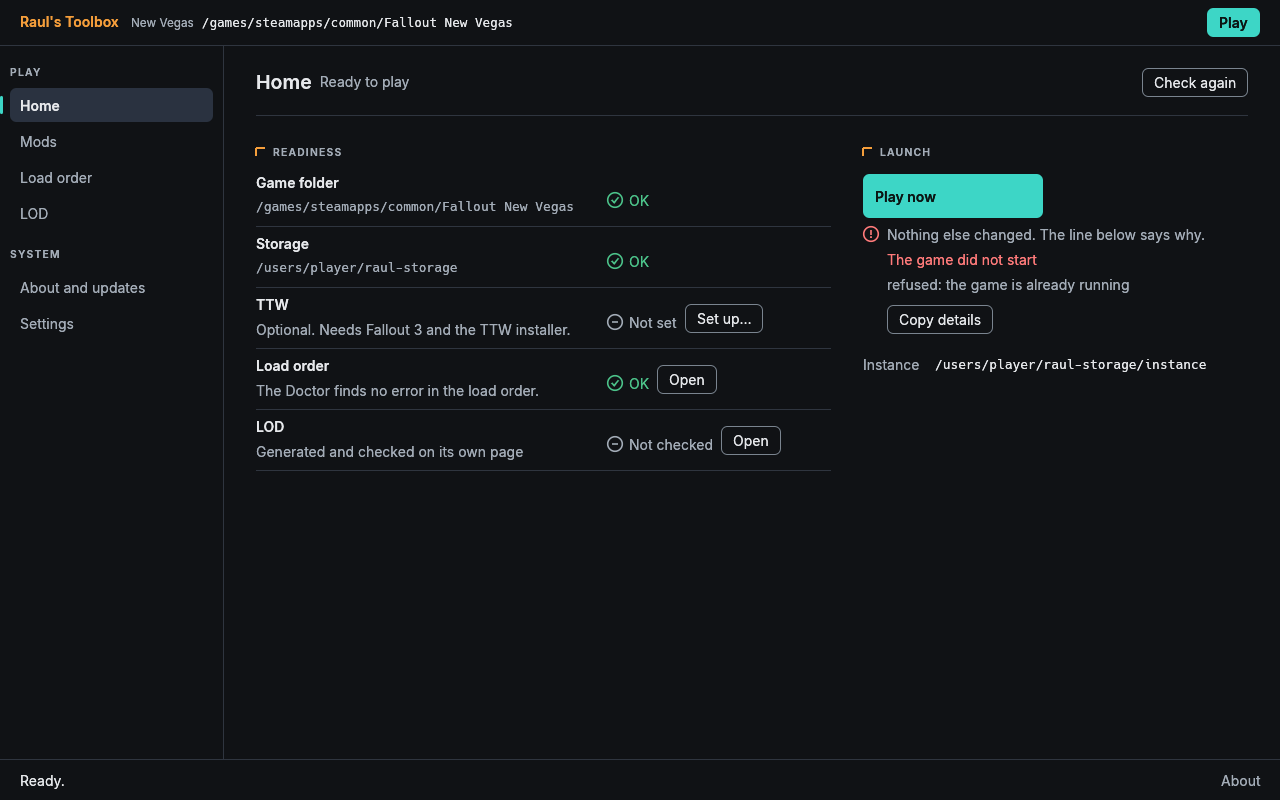 Raul's Toolbox New Vegas /games/steamapps/common/Fallout New Vegas
Play
PLAY
Home
Mods
Load order
LOD
SYSTEM
About and updates
Settings
Home Ready to play
Check again
READINESS
Game folder
/games/steamapps/common/Fallout New Vegas
OK
Storage
/users/player/raul-storage
OK
TTW
Optional. Needs Fallout 3 and the TTW installer.
Not set
Set up...
Load order
The Doctor finds no error in the load order.
OK
Open
LOD
Generated and checked on its own page
Not checked
Open
LAUNCH
Play now
Nothing else changed. The line below says why.
The game did not start
refused: the game is already running
Copy details
Instance /users/player/raul-storage/instance
Ready.
About